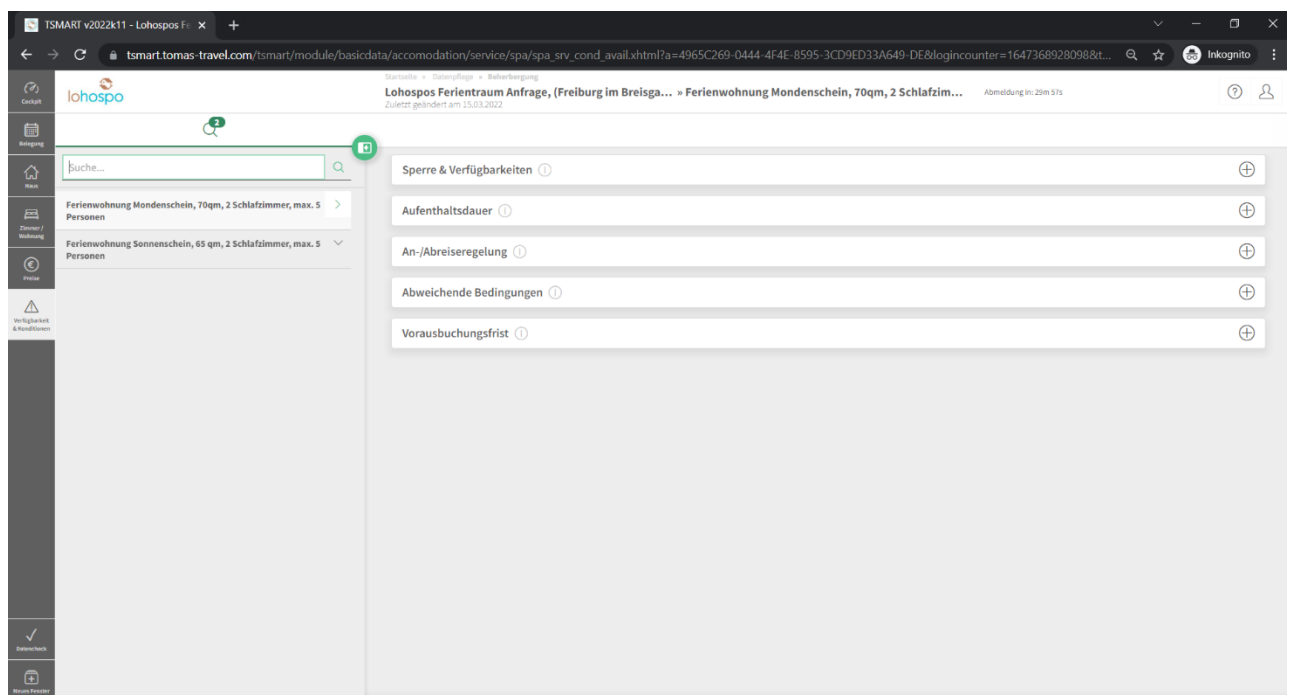 TSMART v2022k11 - Lohospos Fe
tsmart.tomas-travel.com/tsmart/module/basicdata/accomodation/service/spa/spa_srv_cond_avail.xhtml?a=4965C269-0444-4F4E-8595-3CD9ED33A649-DE&logincounter=1647368928098&t...
Inkognito
Cockpit
lohospo
Startseite » Datenpflege » Beherbergung
Lohospos Ferientraum Anfrage, (Freiburg im Breisga... » Ferienwohnung Mondenschein, 70qm, 2 Schlafzim...
Abmeldung in: 29m 57s
Zuletzt geändert am 15.03.2022
Belegung
2
Haus
Suche...
Zimmer /
Wohnung
Ferienwohnung Mondenschein, 70qm, 2 Schlafzimmer, max. 5
Personen
Ferienwohnung Sonnenschein, 65 qm, 2 Schlafzimmer, max. 5
Personen
Preise
Verfügbarkeit
& Konditionen
Sperre & Verfügbarkeiten
Aufenthaltsdauer
An-/Abreiseregelung
Abweichende Bedingungen
Vorausbuchungsfrist
Datencheck
Neues Fenster